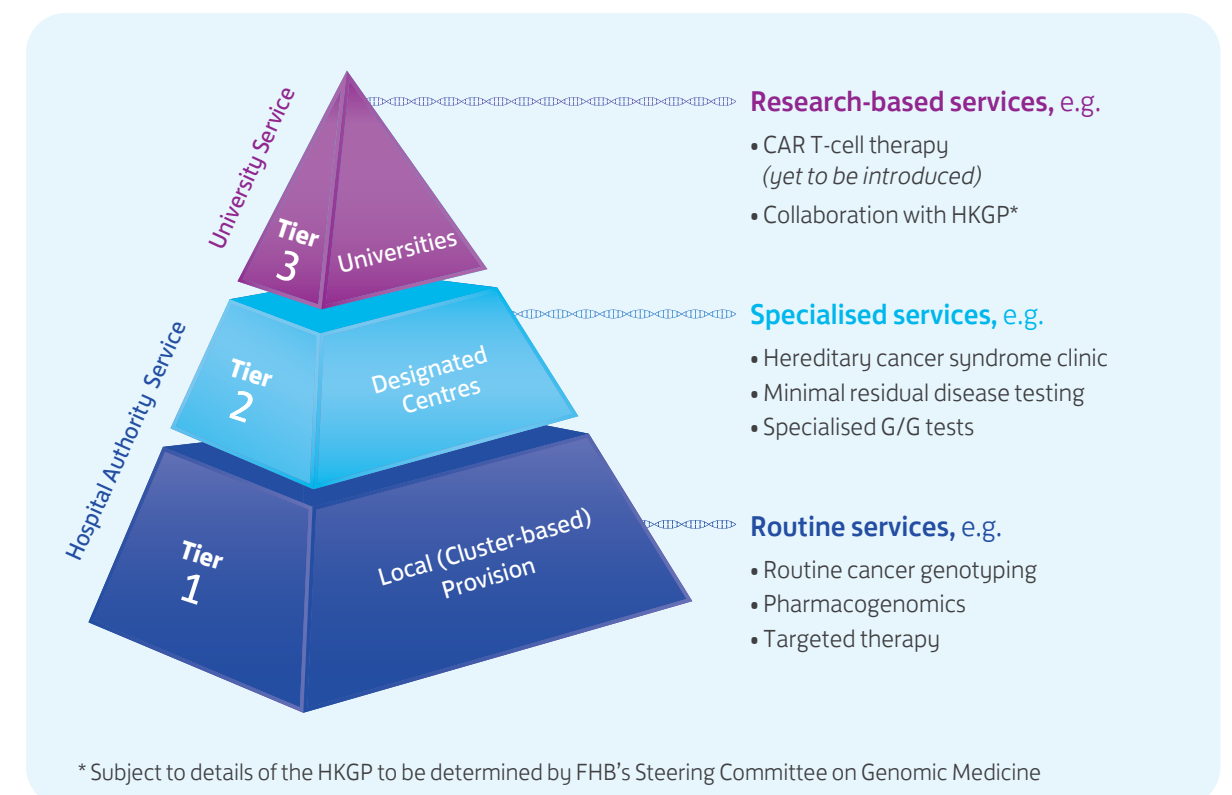 University Service
Tier
3
Universities
Research-based services, e.g.
• CAR T-cell therapy
(yet to be introduced)
• Collaboration with HKGP*
Hospital Authority Service
Tier
2
Designated
Centres
Specialised services, e.g.
• Hereditary cancer syndrome clinic
• Minimal residual disease testing
• Specialised G/G tests
Tier
1
Local (Cluster-based)
Provision
Routine services, e.g.
• Routine cancer genotyping
• Pharmacogenomics
• Targeted therapy
* Subject to details of the HKGP to be determined by FHB's Steering Committee on Genomic Medicine